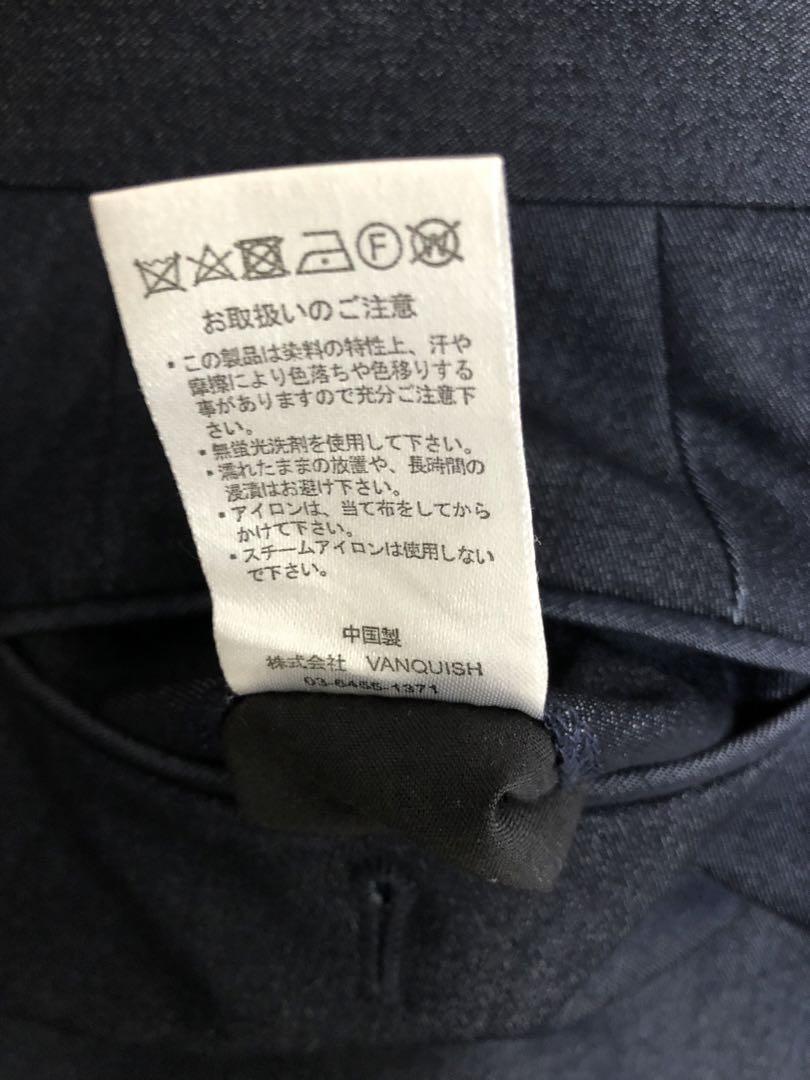 F W
お取扱いのご注意
・この製品は染料の特性上、汗や
摩擦により色落ちや色移りする
事がありますので充分ご注意下
さい。
・無蛍光洗剤を使用して下さい。
・濡れたままの放置や、長時間の
浸漬はお避け下さい。
・アイロンは、当て布をしてから
かけて下さい。
・スチームアイロンは使用しない
で下さい。
中国製
株式会社 VANQUISH
03-6455-1371